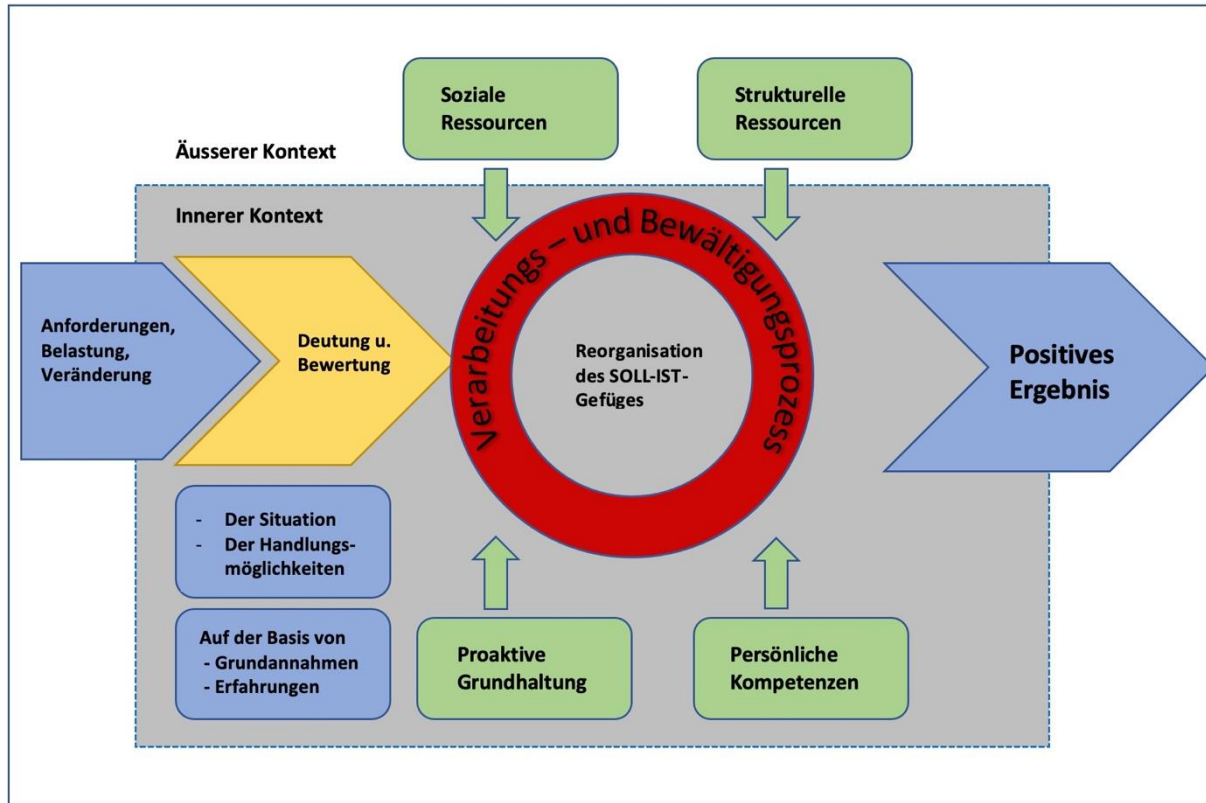 Soziale
Ressourcen
Strukturelle
Ressourcen
Äusserer Kontext
Innerer Kontext
Anforderungen,
Belastung,
Veränderung
Deutung u.
Bewertung
Verarbeitungs – und Bewältigungsprozess
Reorganisation
des SOLL-IST-
Gefüges
Positives
Ergebnis
- Der Situation
- Der Handlungs-
möglichkeiten
Auf der Basis von
- Grundannahmen
- Erfahrungen
Proaktive
Grundhaltung
Persönliche
Kompetenzen